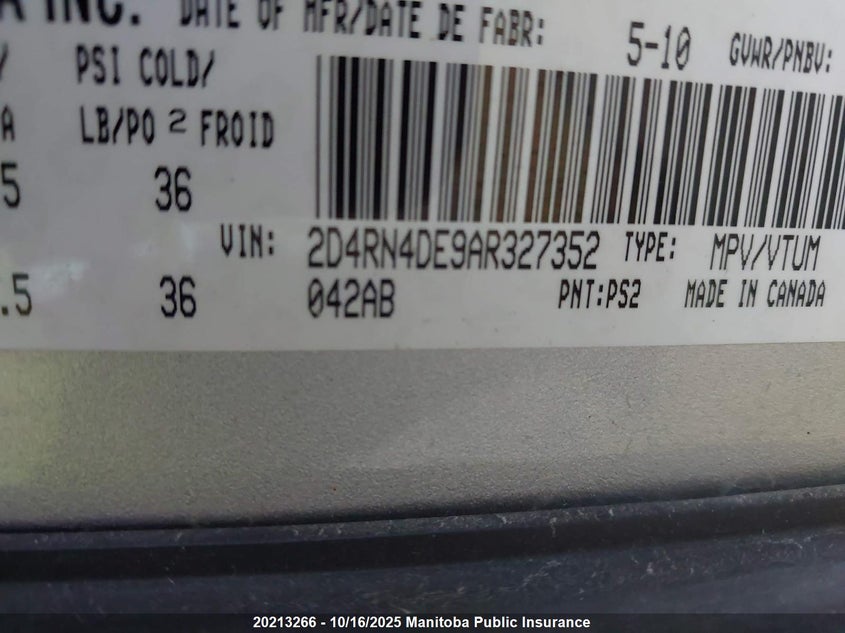 INC. DATE OF MFR/DATE DE FABR: 5-10 GVWR/PNBV:
PSI COLD/
A LB/PO 2 FROID
5 36
VIN: 2D4RN4DE9AR327352 TYPE: MPV/VTUM
.5 36 042AB PNT:PS2 MADE IN CANADA
20213266 - 10/16/2025 Manitoba Public Insurance